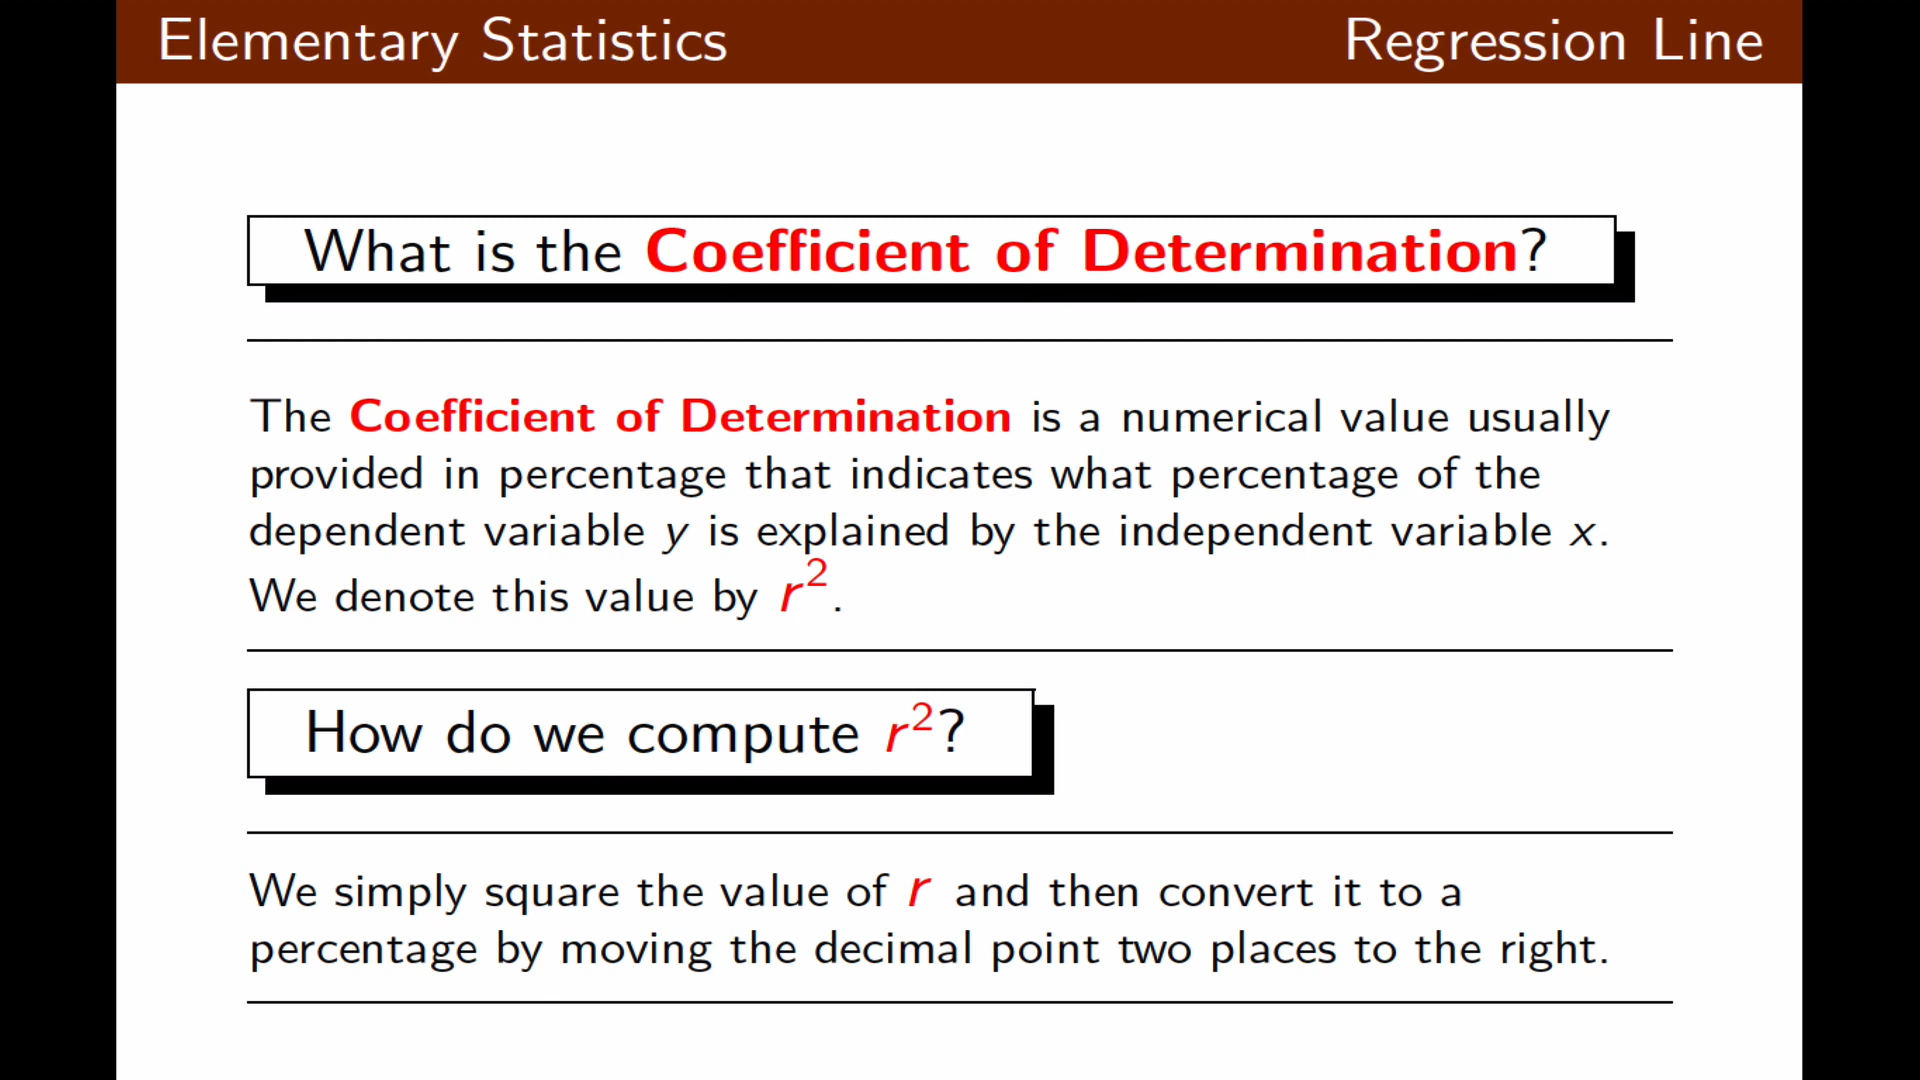 Elementary Statistics Regression Line
What is the Coefficient of Determination?
The Coefficient of Determination is a numerical value usually
provided in percentage that indicates what percentage of the
dependent variable y is explained by the independent variable x.
We denote this value by r².
How do we compute r²?
We simply square the value of r and then convert it to a
percentage by moving the decimal point two places to the right.